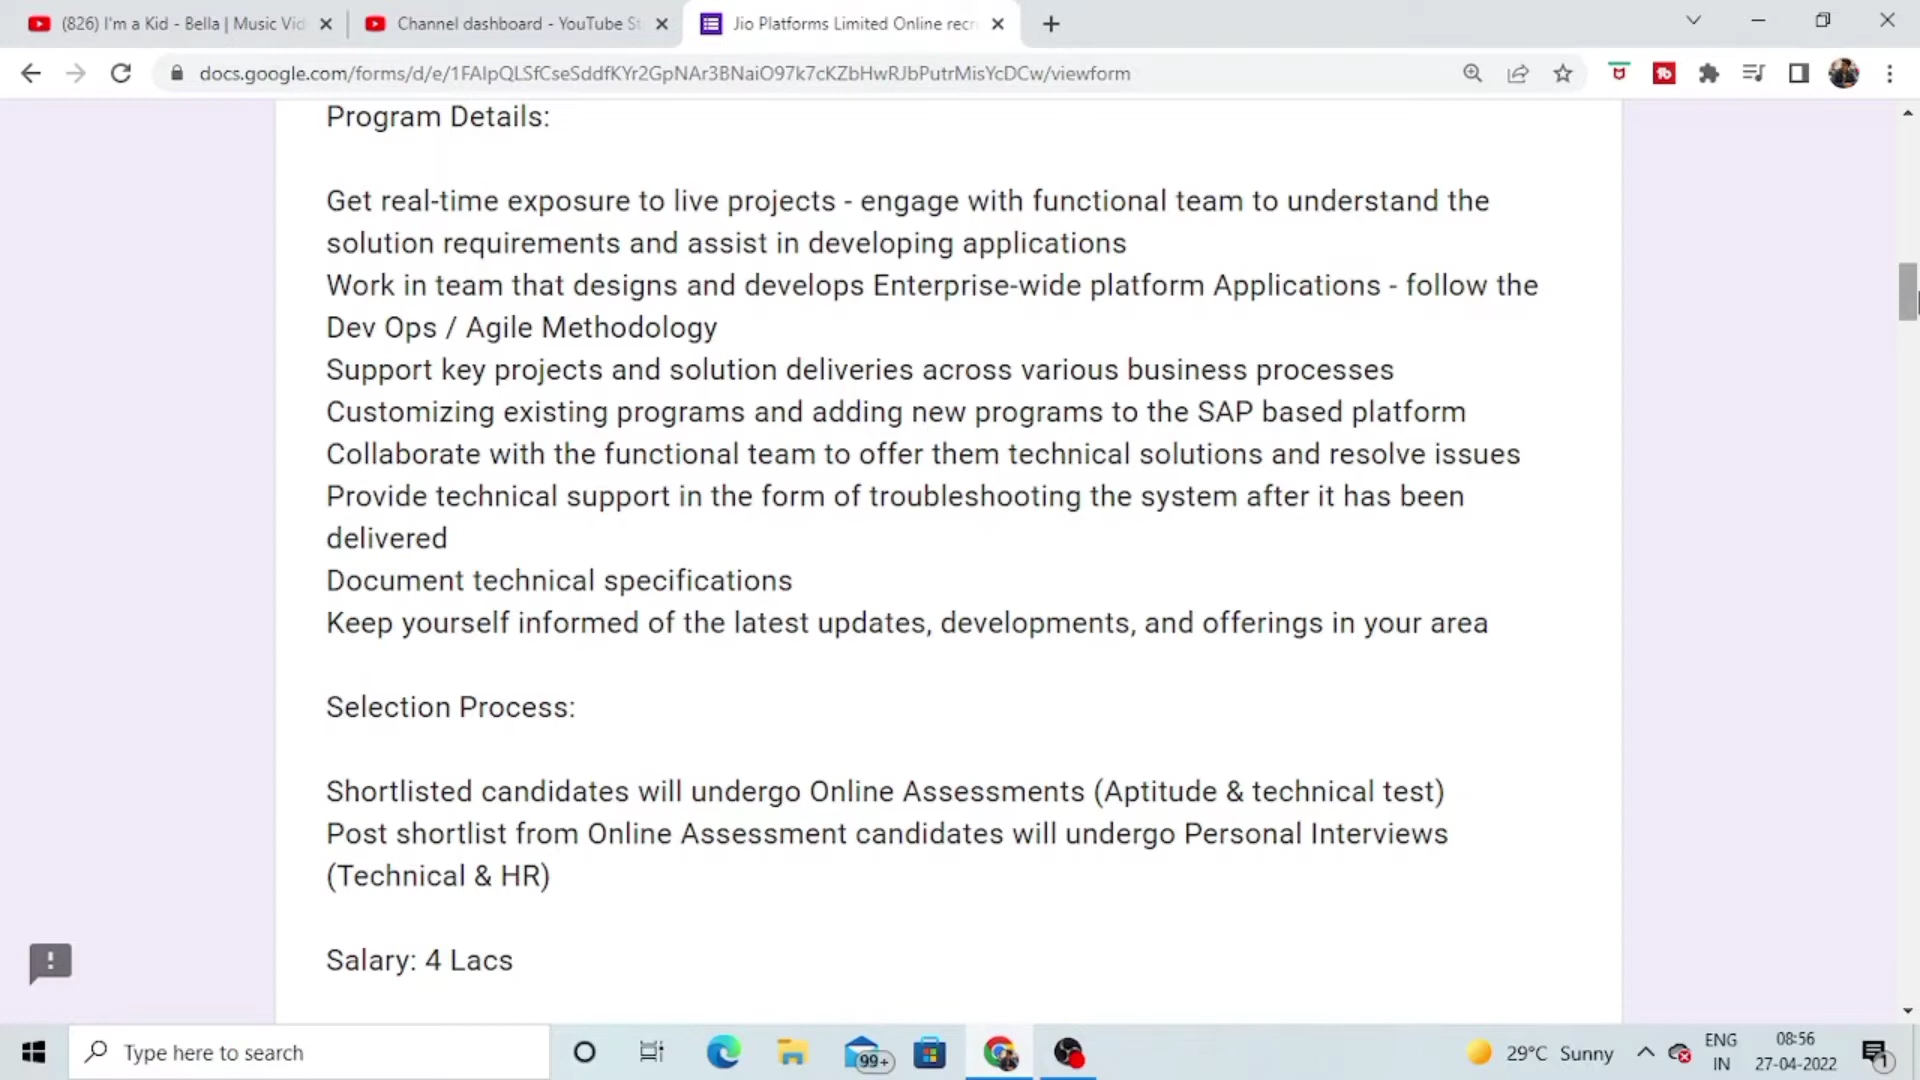 (826) I'm a Kid - Bella | Music Vid
Channel dashboard - YouTube St
Jio Platforms Limited Online recr
docs.google.com/forms/d/e/1FAIpQLSfCseSddfKYr2GpNAr3BNaiO97k7cKZbHwRJbPutrMisYcDCw/viewform
Program Details:
Get real-time exposure to live projects - engage with functional team to understand the
solution requirements and assist in developing applications
Work in team that designs and develops Enterprise-wide platform Applications - follow the
Dev Ops / Agile Methodology
Support key projects and solution deliveries across various business processes
Customizing existing programs and adding new programs to the SAP based platform
Collaborate with the functional team to offer them technical solutions and resolve issues
Provide technical support in the form of troubleshooting the system after it has been
delivered
Document technical specifications
Keep yourself informed of the latest updates, developments, and offerings in your area
Selection Process:
Shortlisted candidates will undergo Online Assessments (Aptitude & technical test)
Post shortlist from Online Assessment candidates will undergo Personal Interviews
(Technical & HR)
Salary: 4 Lacs
Type here to search
99+
29°C Sunny
ENG
IN
08:56
27-04-2022
1